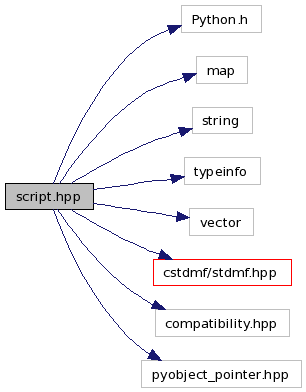 Python.h
map
string
typeinfo
script.hpp
vector
cstdmf/stdmf.hpp
compatibility.hpp
pyobject_pointer.hpp